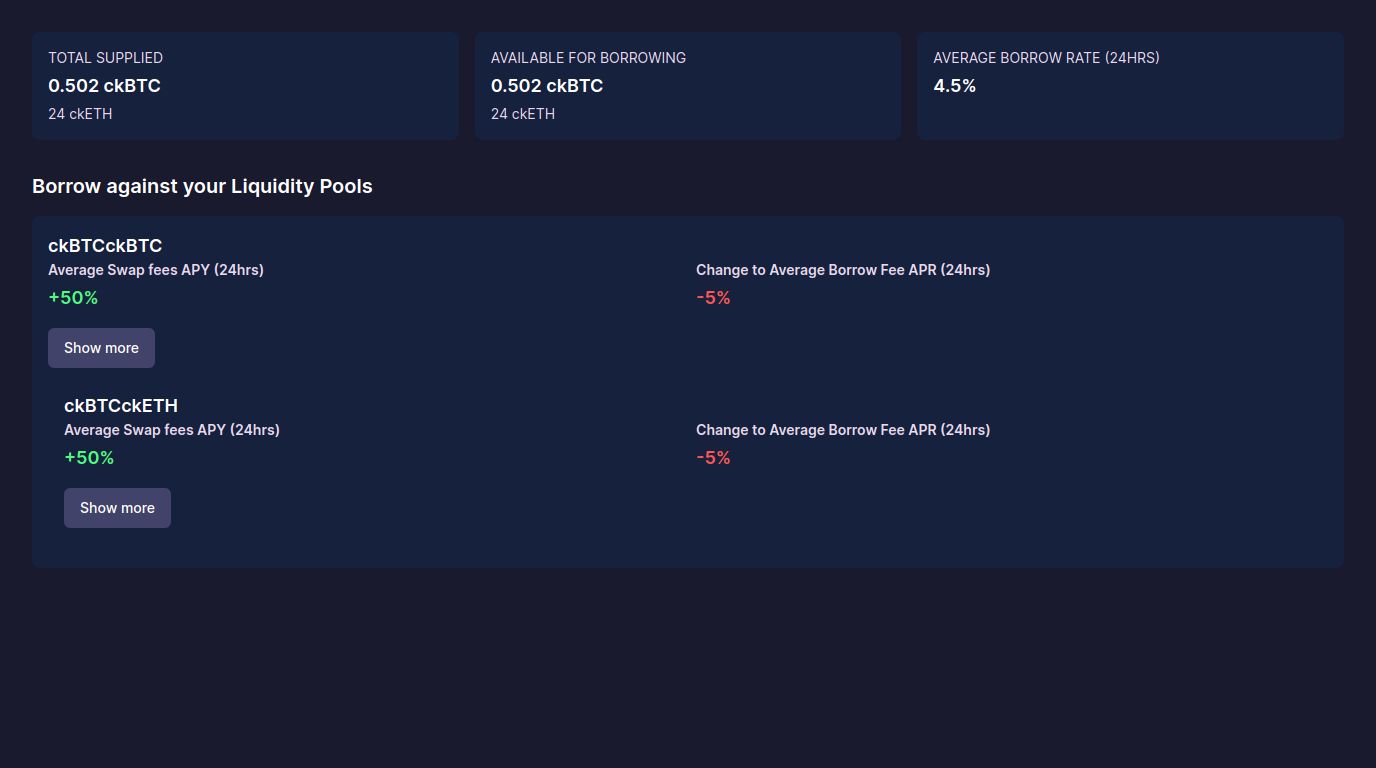 TOTAL SUPPLIED
0.502 ckBTC
24 ckETH
AVAILABLE FOR BORROWING
0.502 ckBTC
24 ckETH
AVERAGE BORROW RATE (24HRS)
4.5%
Borrow against your Liquidity Pools
ckBTCckBTC
Average Swap fees APY (24hrs)
+50%
Change to Average Borrow Fee APR (24hrs)
-5%
Show more
ckBTCckETH
Average Swap fees APY (24hrs)
+50%
Change to Average Borrow Fee APR (24hrs)
-5%
Show more